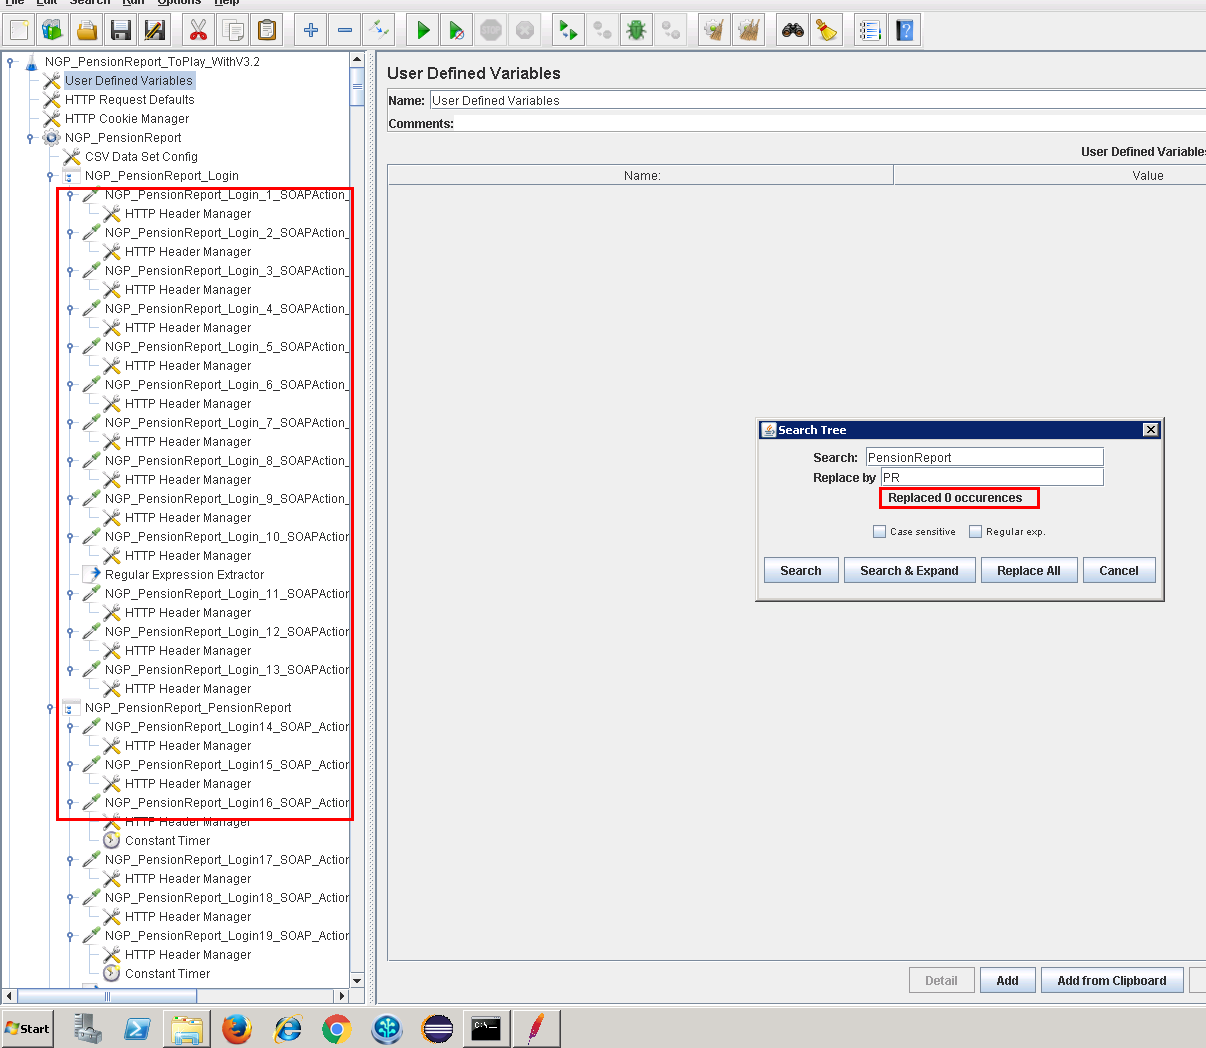 File Edit Search Run Options Help
NGP_PensionReport_ToPlay_WithV3.2
User Defined Variables
HTTP Request Defaults
HTTP Cookie Manager
NGP_PensionReport
CSV Data Set Config
NGP_PensionReport_Login
NGP_PensionReport_Login_1_SOAPAction_
HTTP Header Manager
NGP_PensionReport_Login_2_SOAPAction_
HTTP Header Manager
NGP_PensionReport_Login_3_SOAPAction_
HTTP Header Manager
NGP_PensionReport_Login_4_SOAPAction_
HTTP Header Manager
NGP_PensionReport_Login_5_SOAPAction_
HTTP Header Manager
NGP_PensionReport_Login_6_SOAPAction_
HTTP Header Manager
NGP_PensionReport_Login_7_SOAPAction_
HTTP Header Manager
NGP_PensionReport_Login_8_SOAPAction_
HTTP Header Manager
NGP_PensionReport_Login_9_SOAPAction_
HTTP Header Manager
NGP_PensionReport_Login_10_SOAPAction
HTTP Header Manager
Regular Expression Extractor
NGP_PensionReport_Login_11_SOAPAction
HTTP Header Manager
NGP_PensionReport_Login_12_SOAPAction
HTTP Header Manager
NGP_PensionReport_Login_13_SOAPAction
HTTP Header Manager
NGP_PensionReport_PensionReport
NGP_PensionReport_Login14_SOAP_Action
HTTP Header Manager
NGP_PensionReport_Login15_SOAP_Action
HTTP Header Manager
NGP_PensionReport_Login16_SOAP_Action
HTTP Header Manager
Constant Timer
NGP_PensionReport_Login17_SOAP_Action
HTTP Header Manager
NGP_PensionReport_Login18_SOAP_Action
HTTP Header Manager
NGP_PensionReport_Login19_SOAP_Action
HTTP Header Manager
Constant Timer
User Defined Variables
Name: User Defined Variables
Comments:
User Defined Variables
Name: Value
Search Tree
Search: PensionReport
Replace by PR
Replaced 0 occurences
Case sensitive Regular exp.
Search Search & Expand Replace All Cancel
Detail Add Add from Clipboard
Start
C:\-